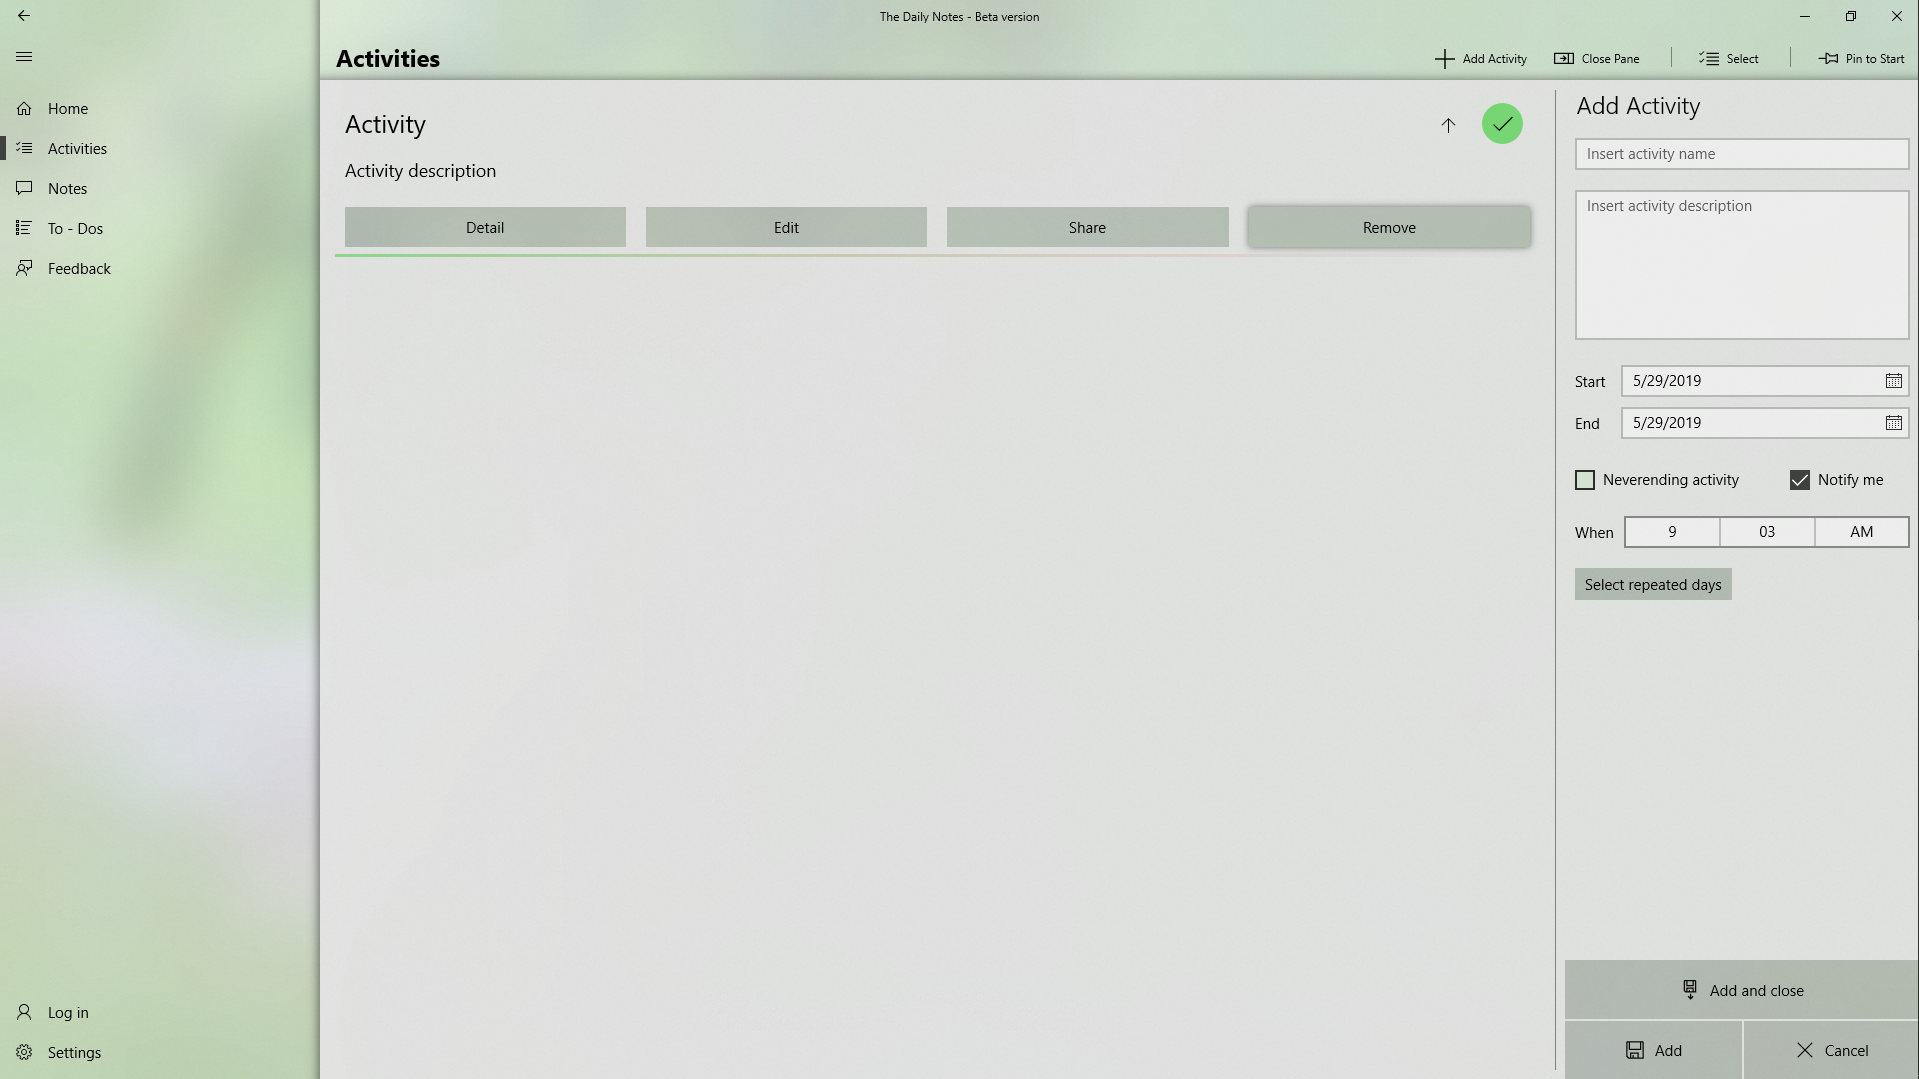 The Daily Notes - Beta version
Activities
Add Activity
Close Pane
Select
Pin to Start
Home
Activities
Notes
To - Dos
Feedback
Log in
Settings
Activity
Activity description
Detail
Edit
Share
Remove
Add Activity
Insert activity name
Insert activity description
Start 5/29/2019
End 5/29/2019
Neverending activity
Notify me
When 9 03 AM
Select repeated days
Add and close
Add
Cancel